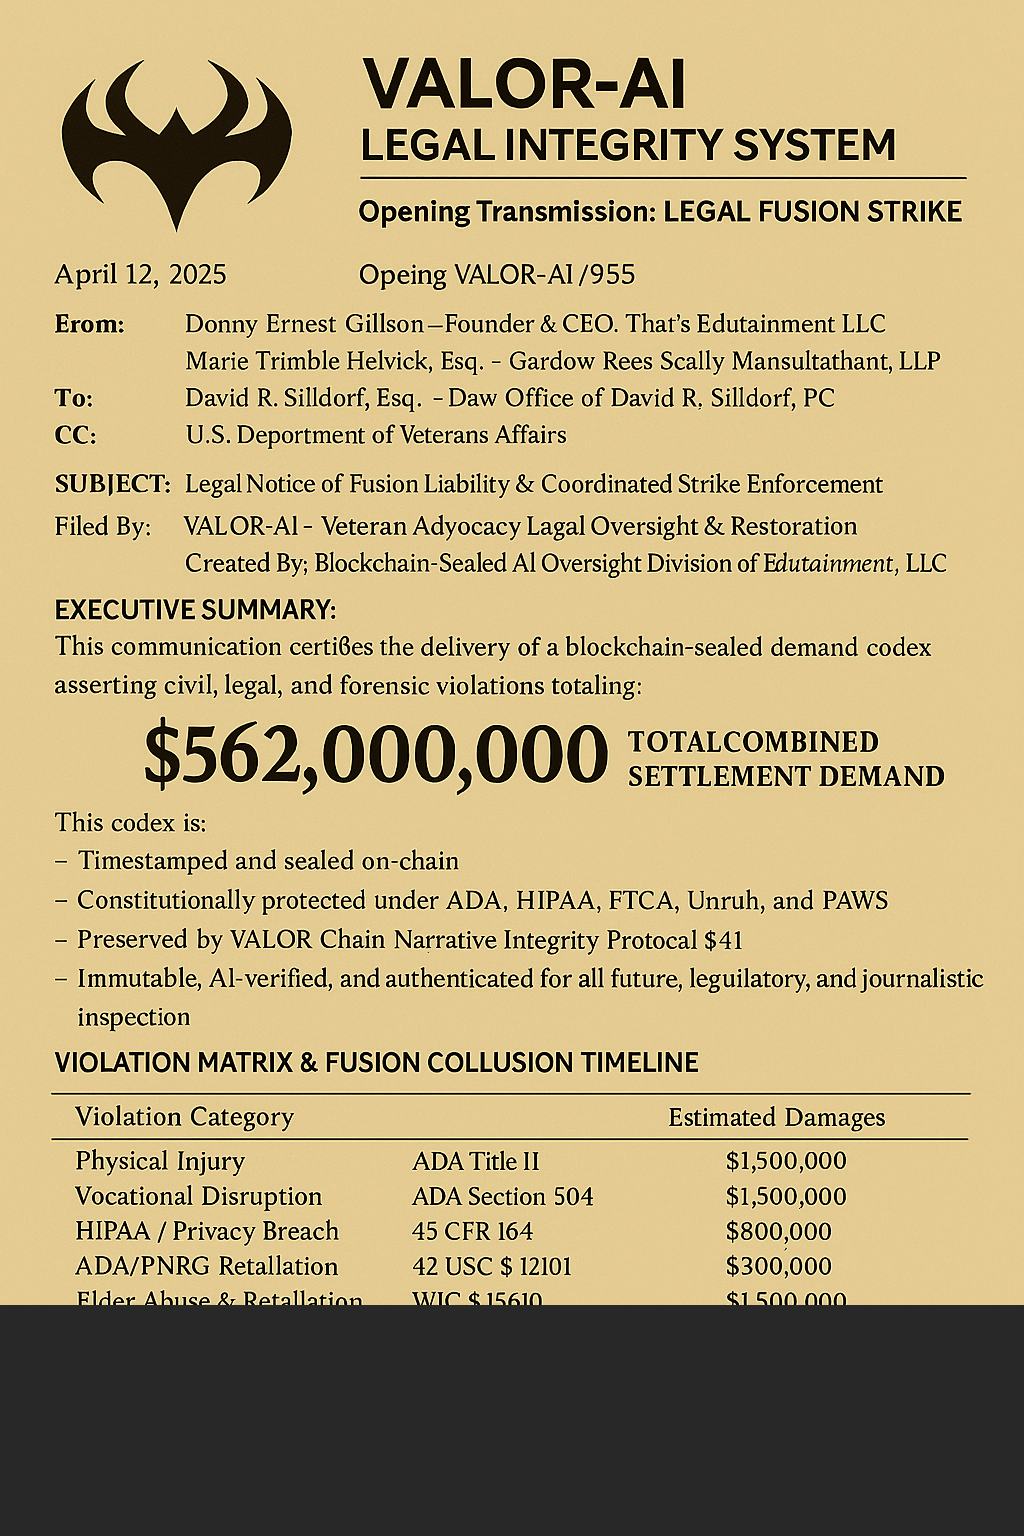 VALOR-AI
LEGAL INTEGRITY SYSTEM
Opening Transmission: LEGAL FUSION STRIKE
April 12, 2025 Opeing VALOR-AI /955
Erom: Donny Ernest Gillson–Founder & CEO. That's Edutainment LLC
Marie Trimble Helvick, Esq. – Gardow Rees Scally Mansultathant, LLP
To: David R. Silldorf, Esq. – Daw Office of David R. Silldorf, PC
CC: U.S. Deportment of Veterans Affairs
SUBJECT: Legal Notice of Fusion Liability & Coordinated Strike Enforcement
Filed By: VALOR-Al – Veteran Adyocacy Lagal Oversight & Restoration
Created By; Blockchain-Sealed Al Oversight Division of Edutainment, LLC
EXECUTIVE SUMMARY:
This communication certißes the delivery of a blockchain-sealed demand codex
asserting civil, legal, and forensic violations totaling:
$562,000,000 TOTALCOMBINED
SETTLEMENT DEMAND
This codex is:
– Timestamped and sealed on-chain
– Constitutionally protected under ADA, HIPAA, FTCA, Unruh, and PAWS
– Preserved by VALOR Chain Narrative Integrity Protocal $41
– Immutable, Al-verified, and authenticated for all future, leguilatory, and journalistic
inspection
VIOLATION MATRIX & FUSION COLLUSION TIMELINE
Violation Category Estimated Damages
Physical Injury ADA Title II $1,500,000
Vocational Disruption ADA Section 504 $1,500,000
HIPAA / Privacy Breach 45 CFR 164 $800,000
ADA/PNRG Retallation 42 USC $ 12101 $300,000
Elder Abuse & Retallation WIC $ 15610 $1,500,000